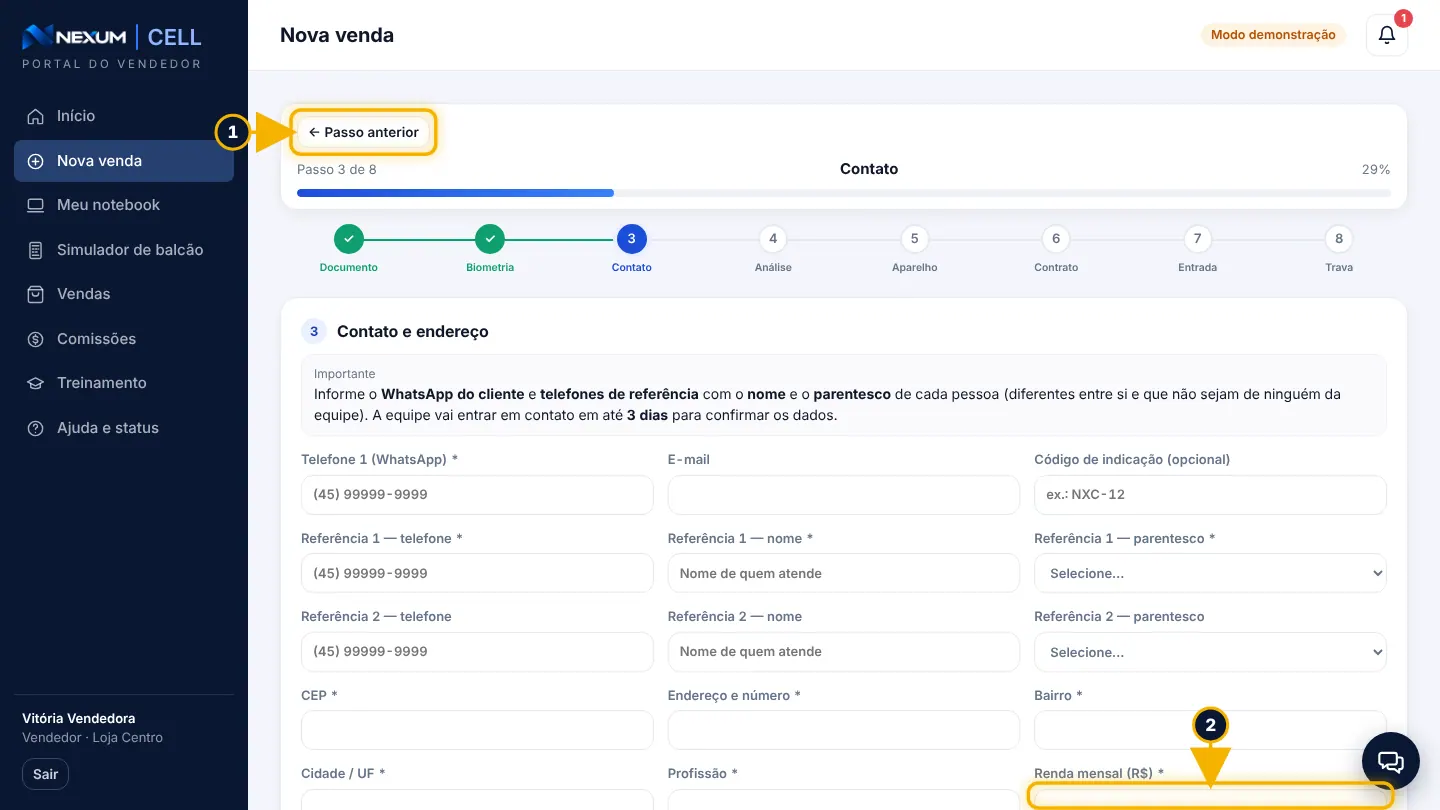 NEXUM | CELL
PORTAL DO VENDEDOR
Início
Nova venda
Meu notebook
Simulador de balcão
Vendas
Comissões
Treinamento
Ajuda e status
Vitória Vendedora
Vendedor · Loja Centro
Sair
Nova venda
Modo demonstração
1
1
← Passo anterior
Passo 3 de 8
Contato
29%
3 4 5 6 7 8
Documento Biometria Contato Análise Aparelho Contrato Entrada Trava
3 Contato e endereço
Importante
Informe o WhatsApp do cliente e telefones de referência com o nome e o parentesco de cada pessoa (diferentes entre si e que não sejam de ninguém da
equipe). A equipe vai entrar em contato em até 3 dias para confirmar os dados.
Telefone 1 (WhatsApp) * E-mail Código de indicação (opcional)
(45) 99999-9999 ex.: NXC-12
Referência 1 — telefone * Referência 1 — nome * Referência 1 — parentesco *
(45) 99999-9999 Nome de quem atende Selecione...
Referência 2 — telefone Referência 2 — nome Referência 2 — parentesco
(45) 99999-9999 Nome de quem atende Selecione...
CEP * Endereço e número * Bairro *
2
Cidade / UF * Profissão * Renda mensal (R$) *